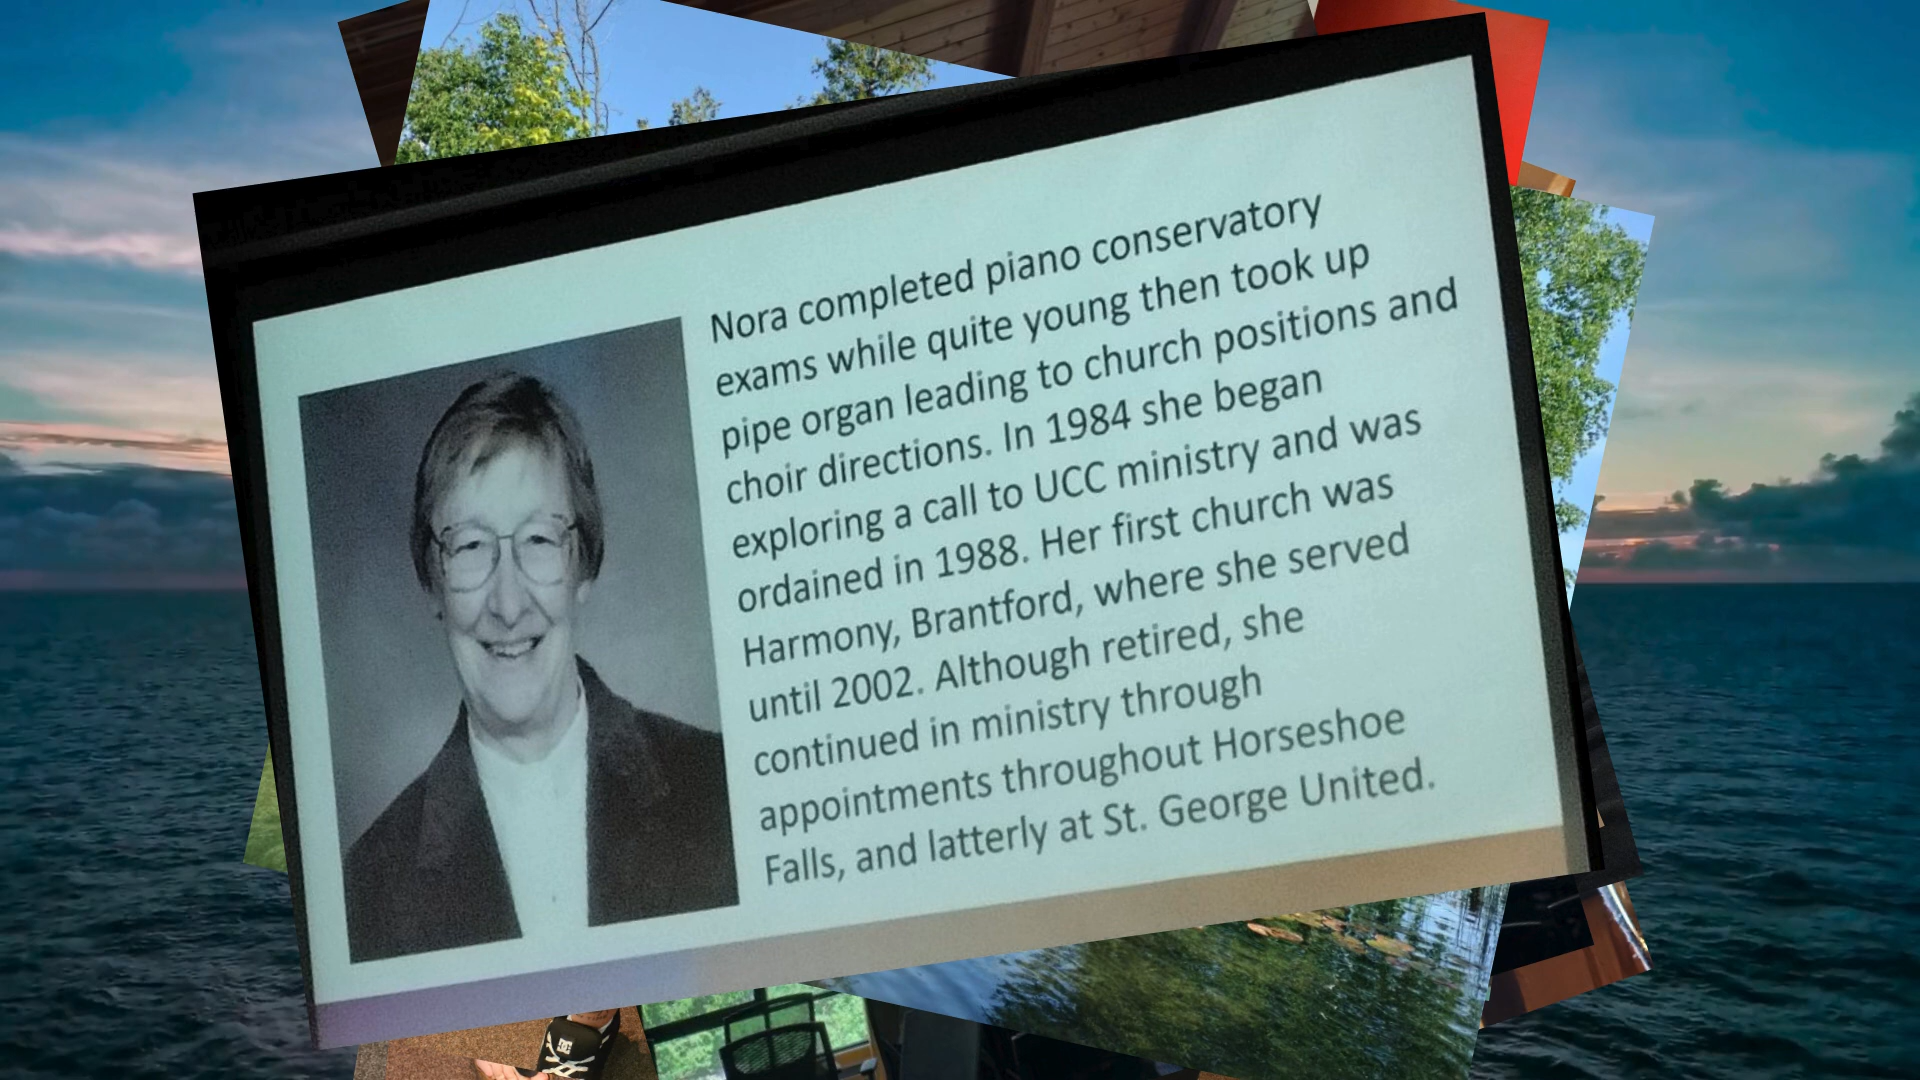 Nora completed piano conservatory
exams while quite young then took up
pipe organ leading to church positions and
choir directions. In 1984 she began
exploring a call to UCC ministry and was
ordained in 1988. Her first church was
Harmony, Brantford, where she served
until 2002. Although retired, she
continued in ministry through
appointments throughout Horseshoe
Falls, and latterly at St. George United.
DC